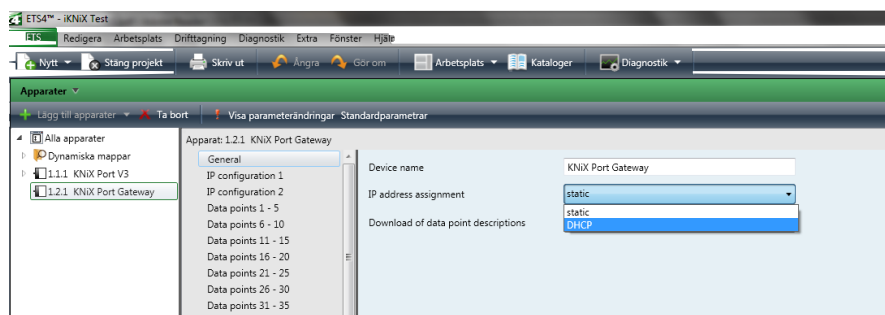 ETS4™ - iKNiX Test
ETS Redigera Arbetsplats Drifttagning Diagnostik Extra Fönster Hjälp
Nytt Stäng projekt Skriv ut Ångra Gör om Arbetsplats Kataloger Diagnostik
Apparater
Lägg till apparater Ta bort Visa parameterändringar Standardparametrar
Alla apparater
Dynamiska mappar
1.1.1 KNiX Port V3
1.2.1 KNiX Port Gateway
Apparat: 1.2.1 KNiX Port Gateway
General
IP configuration 1
IP configuration 2
Data points 1 - 5
Data points 6 - 10
Data points 11 - 15
Data points 16 - 20
Data points 21 - 25
Data points 26 - 30
Data points 31 - 35
Device name KNiX Port Gateway
IP address assignment static
static
DHCP
Download of data point descriptions